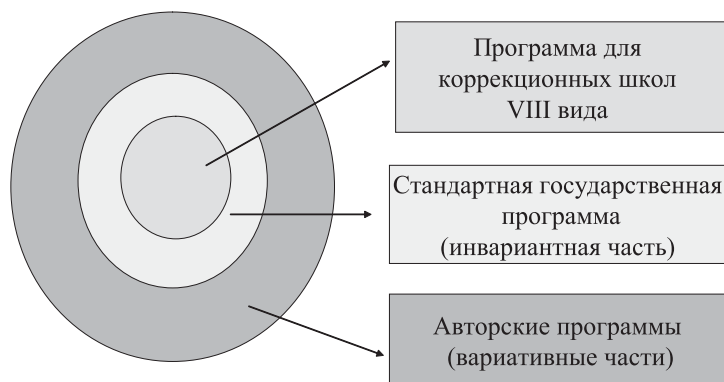 Программа для
коррекционных школ
VIII вида
Стандартная государственная
программа
(инвариантная часть)
Авторские программы
(вариативные части)